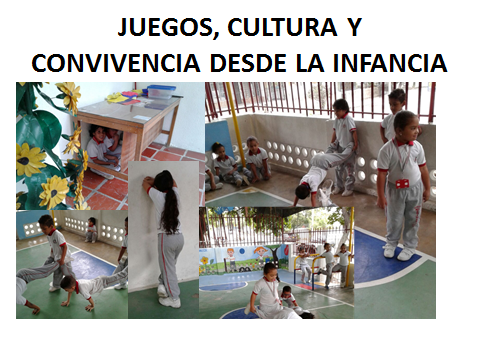 JUEGOS, CULTURA Y
CONVIVENCIA DESDE LA INFANCIA